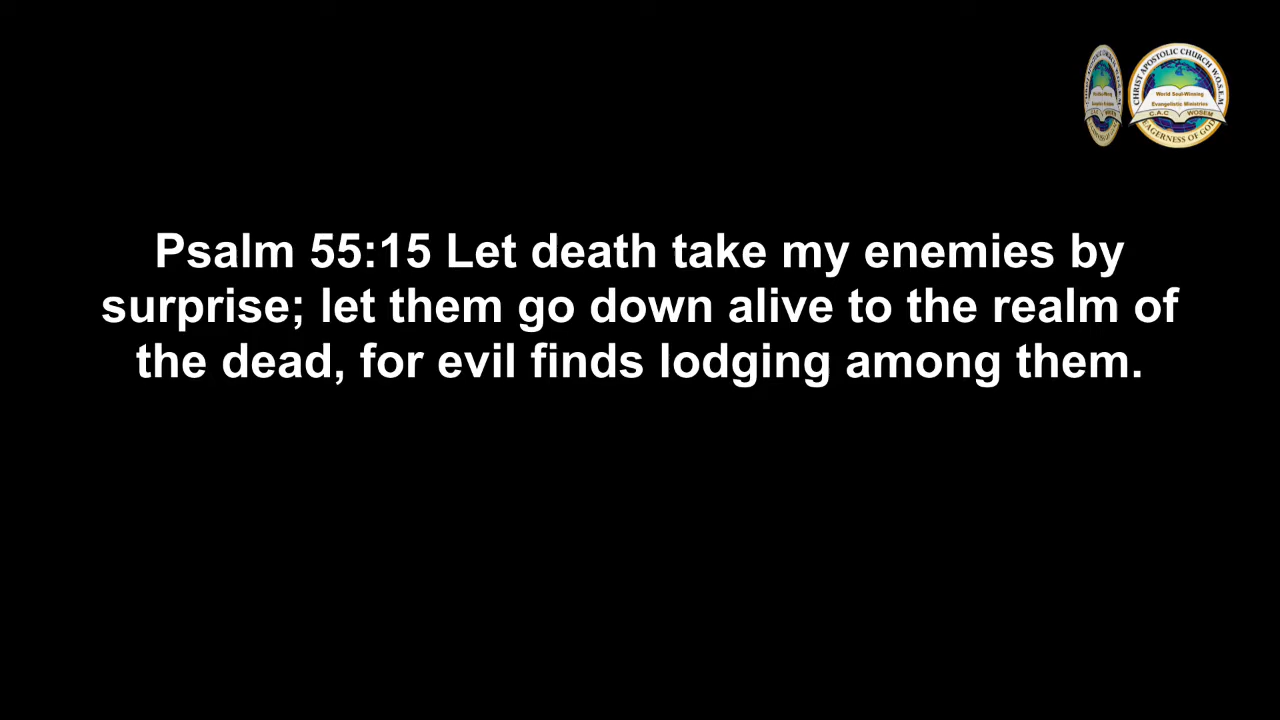 CHRIST APOSTOLIC CHURCH W.O.S.E.M
World Soul-Winning
Evangelistic Ministries
C.A.C WOSEM
EAGERNESS OF GOD
Psalm 55:15 Let death take my enemies by
surprise; let them go down alive to the realm of
the dead, for evil finds lodging among them.